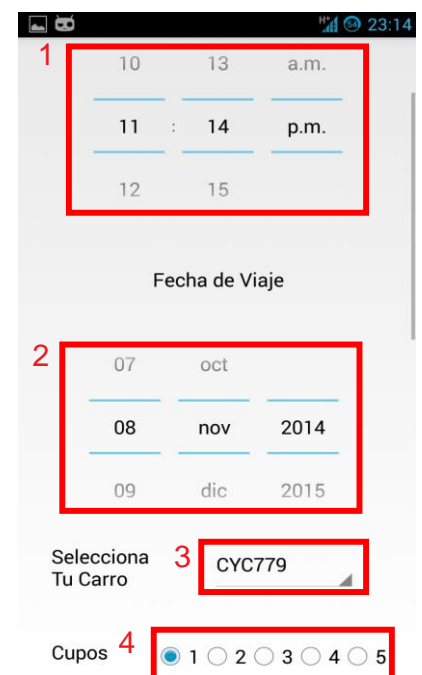 H+ 54 23:14
1
10 13 a.m.
11 : 14 p.m.
12 15
Fecha de Viaje
2
07 oct
08 nov 2014
09 dic 2015
Selecciona
Tu Carro
3
CYC779
Cupos
4
1 2 3 4 5